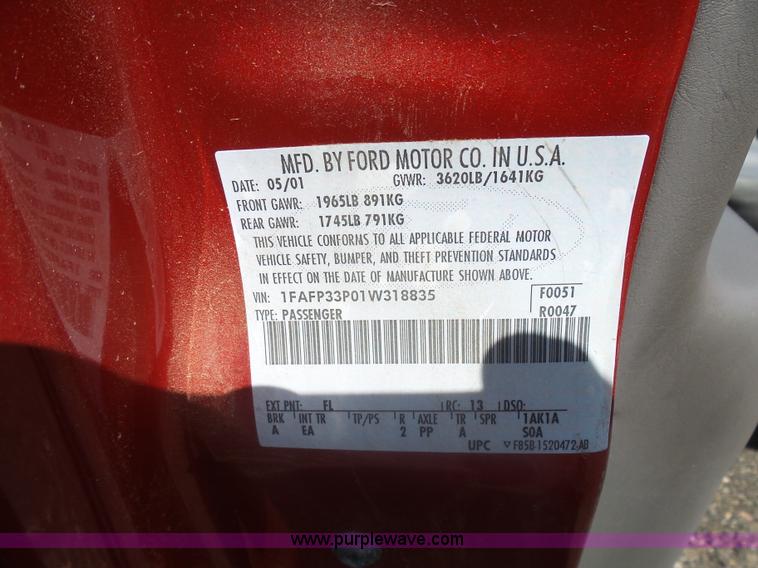 MFD. BY FORD MOTOR CO. IN U.S.A.
DATE: 05/01 GVWR: 3620LB/1641KG
FRONT GAWR: 1965LB 891KG
REAR GAWR: 1745LB 791KG
THIS VEHICLE CONFORMS TO ALL APPLICABLE FEDERAL MOTOR
VEHICLE SAFETY, BUMPER, AND THEFT PREVENTION STANDARDS
IN EFFECT ON THE DATE OF MANUFACTURE SHOWN ABOVE.
VIN: 1FAFP33P01W318835 F0051
TYPE: PASSENGER R0047
EXT PNT: FL RC: 13 DSO:
BRK INT TR TP/PS R AXLE TR SPR 1AK1A
A EA 2 PP A S0A
UPC F85B-1520472-AB
www.purplewave.com